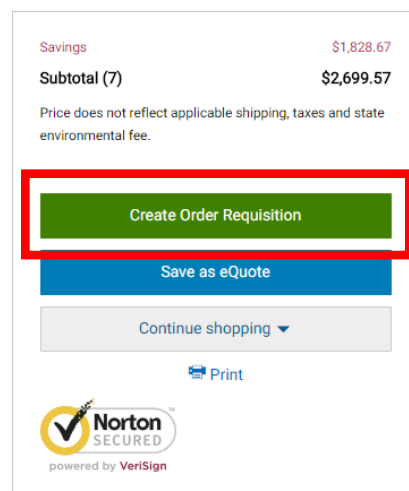 Savings $1,828.67
Subtotal (7) $2,699.57
Price does not reflect applicable shipping, taxes and state
environmental fee.
Create Order Requisition
Save as eQuote
Continue shopping
Print
Norton™
SECURED
powered by VeriSign